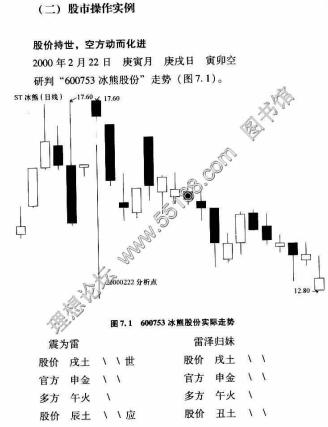 （二）股市操作实例
股价持世，空方动而化进
2000 年 2 月 22 日　庚寅月　庚戌日　寅卯空
研判“600753 冰熊股份”走势（图 7.1）。
ST 冰熊（日线）
17.60
17.60
20000222 分析点
12.80
理想论坛 www.55188.com 图书馆
图 7.1　600753 冰熊股份实际走势
震为雷　雷泽归妹
股价　戌土　\ \ 世　股价　戌土　\ \
官方　申金　\ \　官方　申金　\ \
多方　午火　\　多方　午火　\
股价　辰土　\ \ 应　股价　丑土　\ \